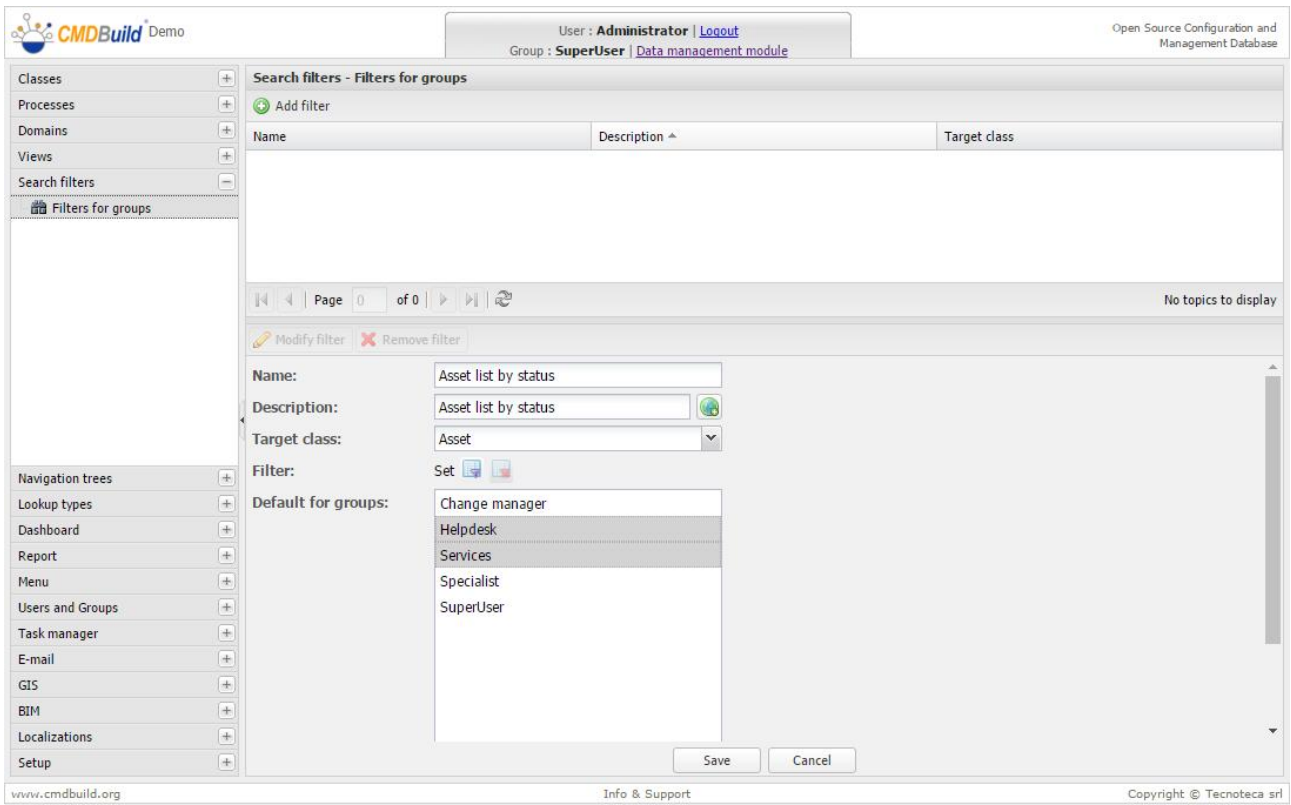 CMDBuild Demo
User : Administrator | Logout
Group : SuperUser | Data management module
Open Source Configuration and
Management Database
Classes
Processes
Domains
Views
Search filters
Filters for groups
Navigation trees
Lookup types
Dashboard
Report
Menu
Users and Groups
Task manager
E-mail
GIS
BIM
Localizations
Setup
Search filters - Filters for groups
Add filter
Name Description Target class
Page 0 of 0 No topics to display
Modify filter Remove filter
Name: Asset list by status
Description: Asset list by status
Target class: Asset
Filter: Set
Default for groups: Change manager
Helpdesk
Services
Specialist
SuperUser
Save Cancel
www.cmdbuild.org Info & Support Copyright © Tecnoteca srl